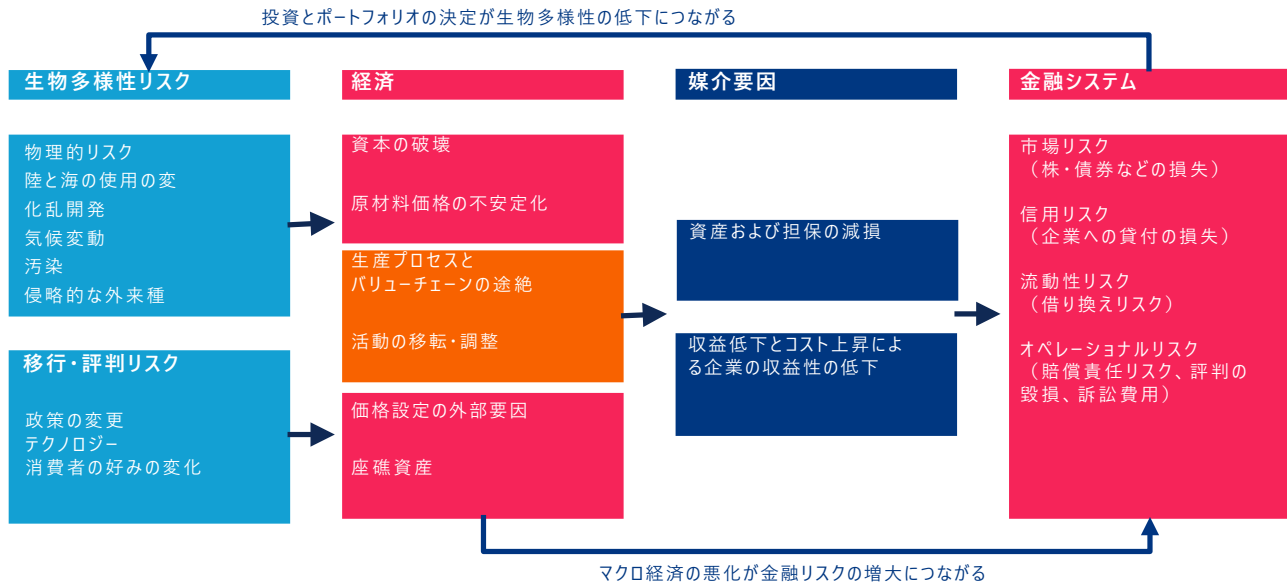 投資とポートフォリオの決定が生物多様性の低下につながる
生物多様性リスク
経済
媒介要因
金融システム
物理的リスク
陸と海の使用の変
化乱開発
気候変動
汚染
侵略的な外来種
移行・評判リスク
政策の変更
テクノロジー
消費者の好みの変化
資本の破壊
原材料価格の不安定化
生産プロセスと
バリューチェーンの途絶
活動の移転・調整
価格設定の外部要因
座礁資産
資産および担保の減損
収益低下とコスト上昇によ
る企業の収益性の低下
市場リスク
（株・債券などの損失）
信用リスク
（企業への貸付の損失）
流動性リスク
（借り換えリスク）
オペレーショナルリスク
（賠償責任リスク、評判の
毀損、訴訟費用）
マクロ経済の悪化が金融リスクの増大につながる